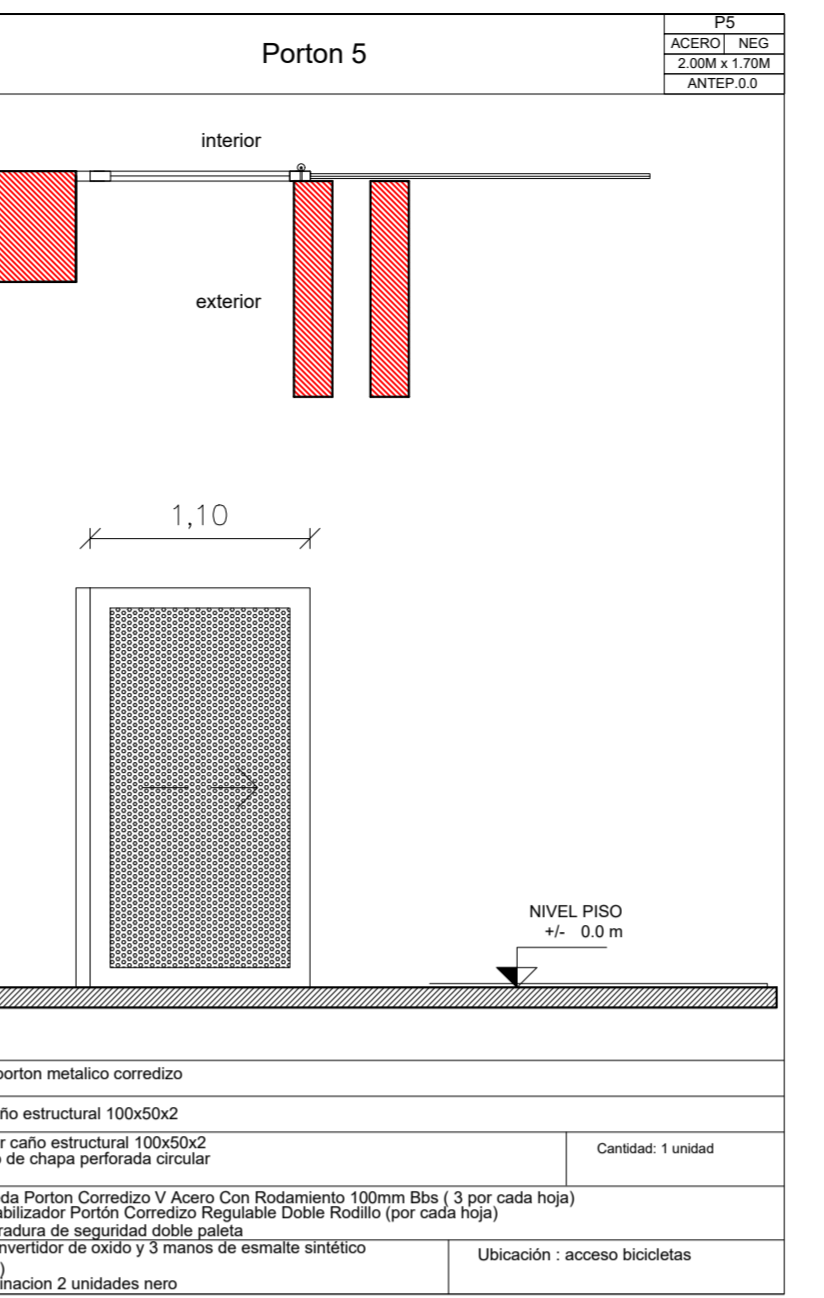 Porton 5
P5
ACERO NEG
2.00M x 1.70M
ANTEP.0.0
interior
exterior
1,10
NIVEL PISO
+/- 0.0 m
porton metalico corredizo
ño estructural 100x50x2
r caño estructural 100x50x2
de chapa perforada circular
Cantidad: 1 unidad
da Porton Corredizo V Acero Con Rodamiento 100mm Bbs ( 3 por cada hoja)
abilizador Portón Corredizo Regulable Doble Rodillo (por cada hoja)
radura de seguridad doble paleta
nvertidor de oxido y 3 manos de esmalte sintético
)
inacion 2 unidades nero
Ubicación : acceso bicicletas